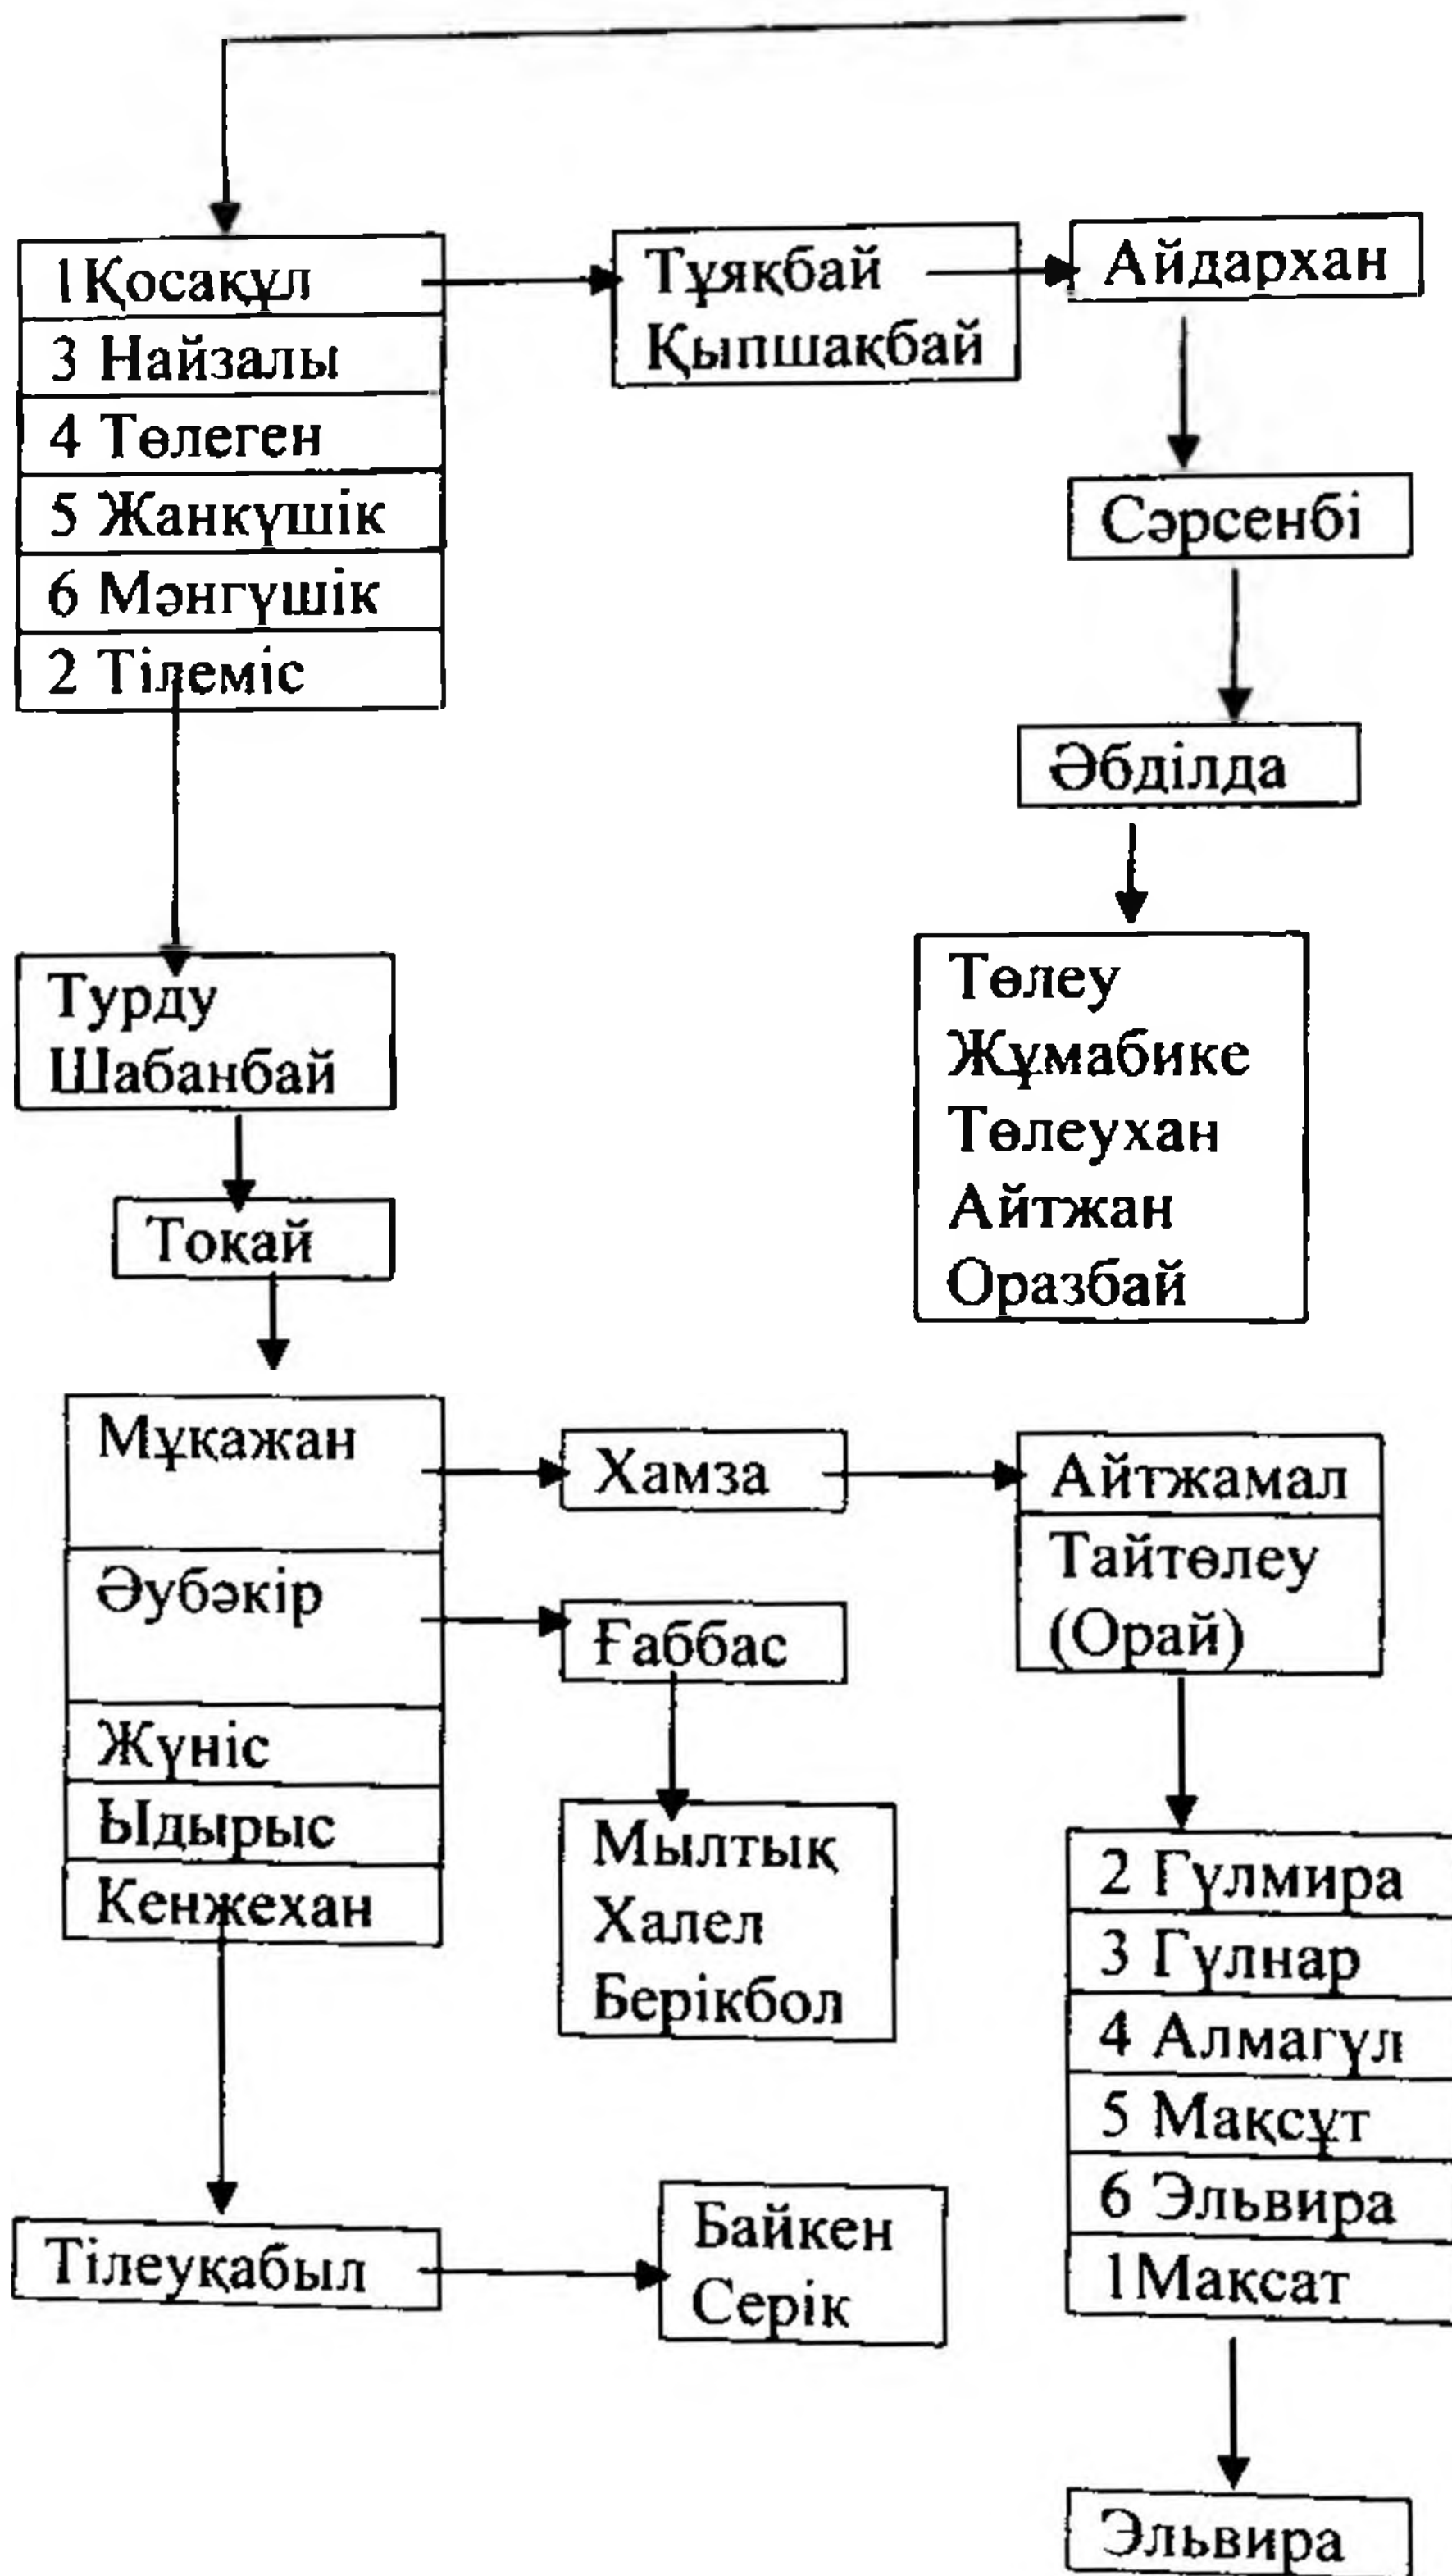 1Қосақұл
3 Найзалы
4 Төлеген
5 Жанкүшік
6 Мәнгүшік
2 Тілеміс
Тұяқбай
Қыпшақбай
Айдархан
Сәрсенбі
Әбділда
Төлеу
Жұмабике
Төлеухан
Айтжан
Оразбай
Турду
Шабанбай
Тоқай
Мұқажан
Әубәкір
Жүніс
Ыдырыс
Кенжехан
Хамза
Ғаббас
Мылтық
Халел
Берікбол
Айтжамал
Тайтөлеу
(Орай)
2 Гүлмира
3 Гүлнар
4 Алмагүл
5 Мақсұт
6 Эльвира
1Мақсат
Тілеуқабыл
Байкен
Серік
Эльвира